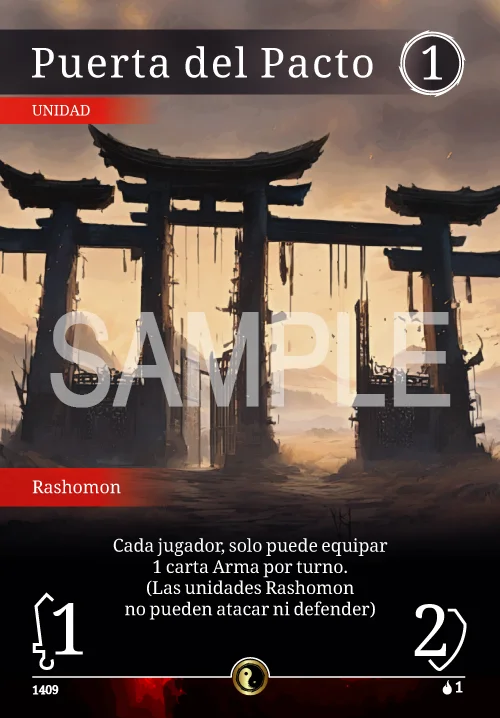 Puerta del Pacto
1
UNIDAD
SAMPLE
Rashomon
Cada jugador, solo puede equipar
1 carta Arma por turno.
(Las unidades Rashomon
no pueden atacar ni defender)
1
2
1409
1